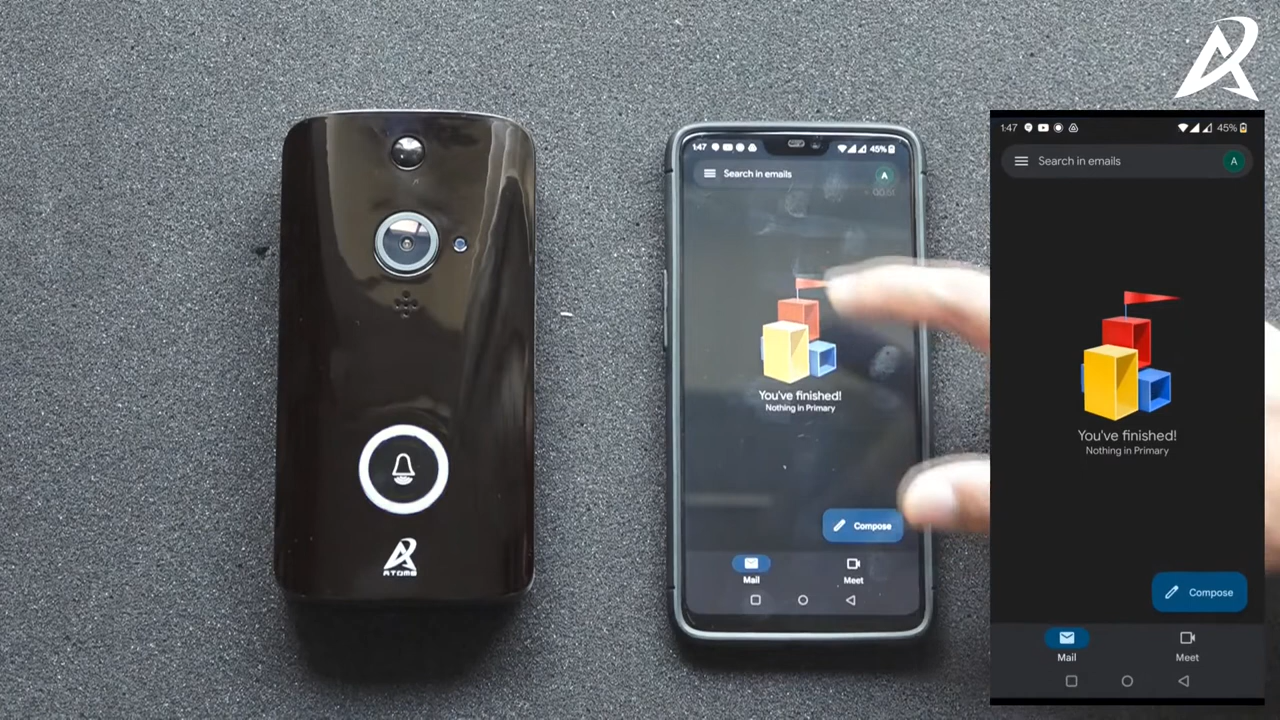 ATOMS
1:47
45%
Search in emails
A
You've finished!
Nothing in Primary
Compose
Mail
Meet
1:47
45%
Search in emails
A
You've finished!
Nothing in Primary
Compose
Mail
Meet